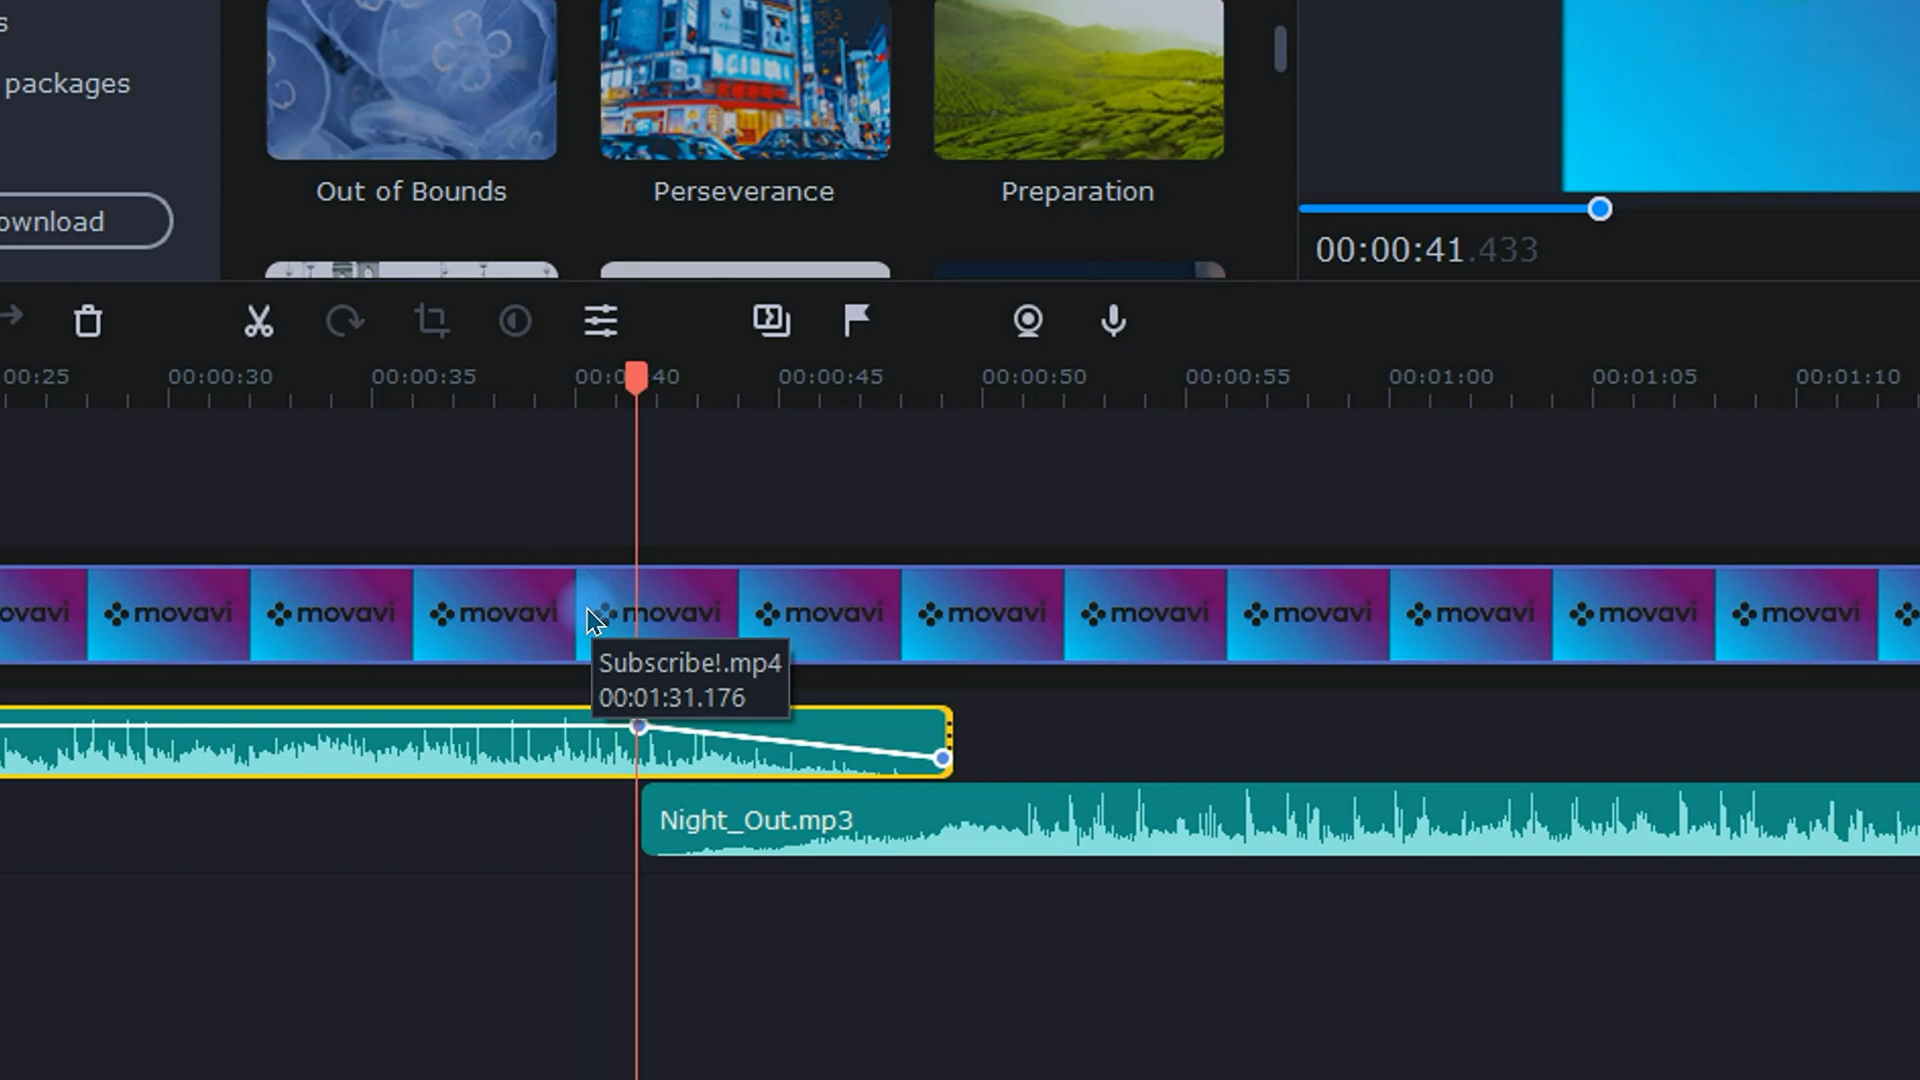 s
packages
ownload
Out of Bounds
Perseverance
Preparation
00:00:41.433
00:25
00:00:30
00:00:35
00:0 40
00:00:45
00:00:50
00:00:55
00:01:00
00:01:05
00:01:10
ovavi movavi movavi movavi movavi movavi movavi movavi movavi movavi movavi movavi
Subscribe!.mp4
00:01:31.176
Night_Out.mp3